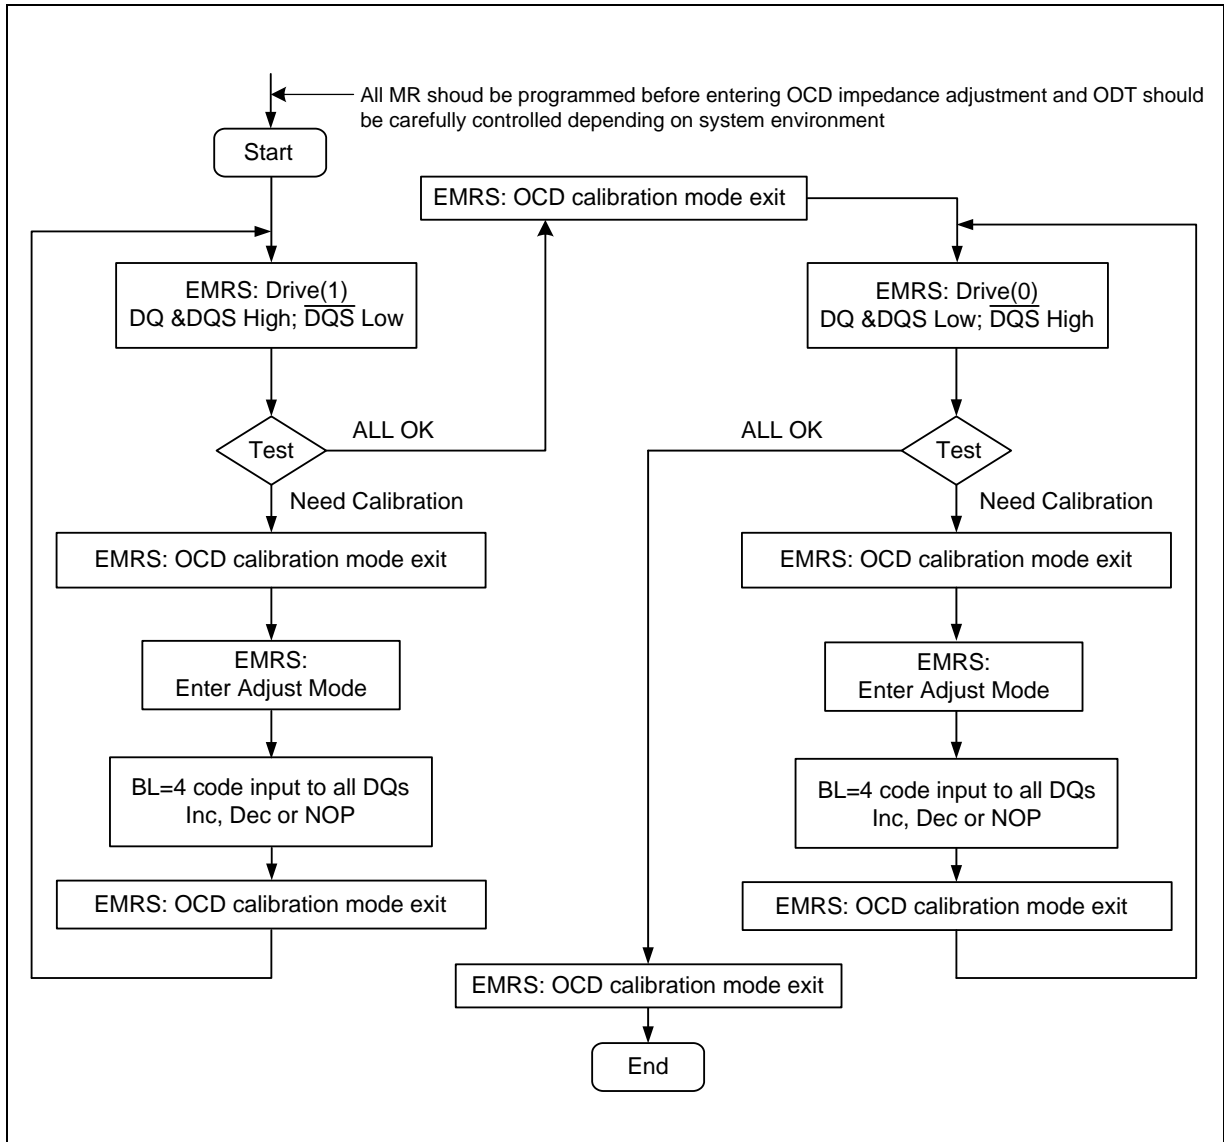 All MR shoud be programmed before entering OCD impedance adjustment and ODT should
be carefully controlled depending on system environment
Start
EMRS: OCD calibration mode exit
EMRS: Drive(1)
DQ &DQS High; D̅Q̅S̅ Low
EMRS: Drive(0)
DQ &DQS Low; D̅Q̅S̅ High
ALL OK
Test
Need Calibration
ALL OK
Test
Need Calibration
EMRS: OCD calibration mode exit
EMRS: OCD calibration mode exit
EMRS:
Enter Adjust Mode
EMRS:
Enter Adjust Mode
BL=4 code input to all DQs
Inc, Dec or NOP
BL=4 code input to all DQs
Inc, Dec or NOP
EMRS: OCD calibration mode exit
EMRS: OCD calibration mode exit
EMRS: OCD calibration mode exit
End